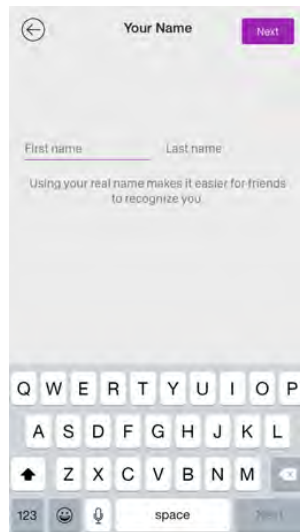 Your Name
Next
First name
Last name
Using your real name makes it easier for friends
to recognize you
Q W E R T Y U I O P
A S D F G H J K L
Z X C V B N M
123 space Next